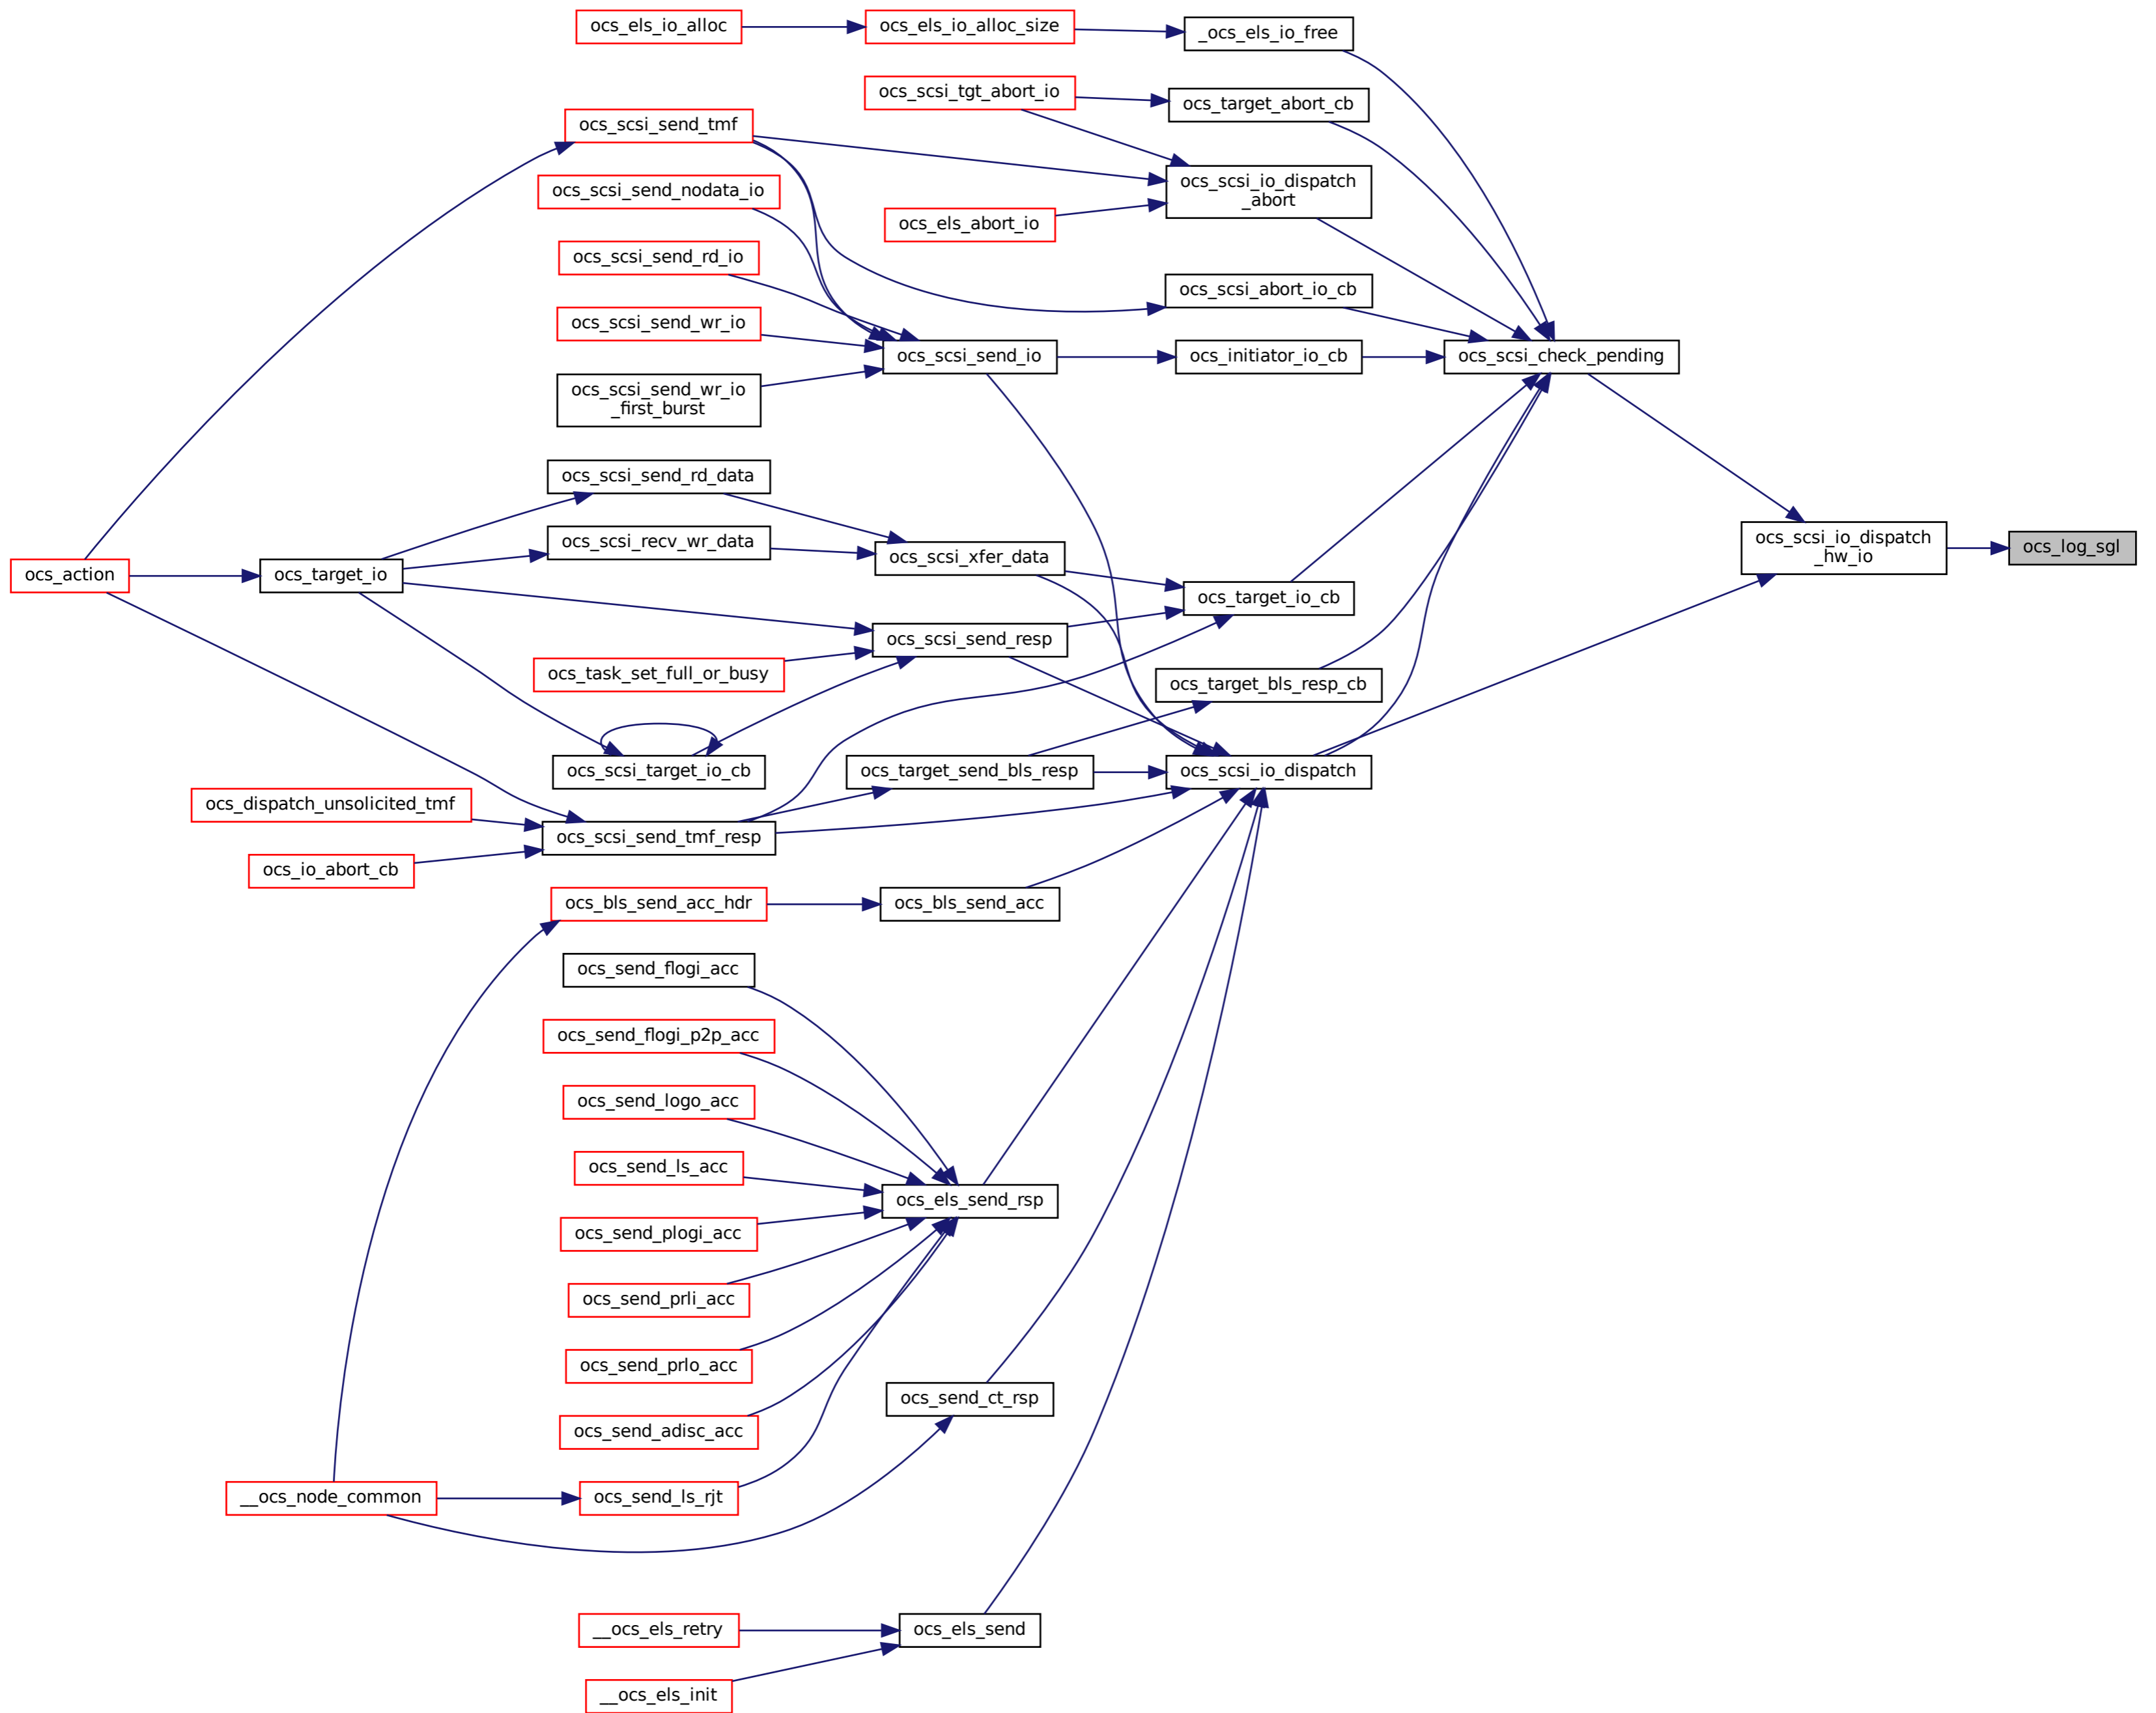 ocs_els_io_alloc
ocs_els_io_alloc_size
_ocs_els_io_free
ocs_scsi_tgt_abort_io
ocs_target_abort_cb
ocs_scsi_send_tmf
ocs_scsi_send_nodata_io
ocs_scsi_io_dispatch
_abort
ocs_els_abort_io
ocs_scsi_send_rd_io
ocs_scsi_abort_io_cb
ocs_scsi_send_wr_io
ocs_scsi_send_io
ocs_initiator_io_cb
ocs_scsi_check_pending
ocs_scsi_send_wr_io
_first_burst
ocs_scsi_send_rd_data
ocs_scsi_recv_wr_data
ocs_scsi_xfer_data
ocs_scsi_io_dispatch
_hw_io
ocs_log_sgl
ocs_action
ocs_target_io
ocs_target_io_cb
ocs_scsi_send_resp
ocs_task_set_full_or_busy
ocs_target_bls_resp_cb
ocs_scsi_target_io_cb
ocs_target_send_bls_resp
ocs_scsi_io_dispatch
ocs_dispatch_unsolicited_tmf
ocs_scsi_send_tmf_resp
ocs_io_abort_cb
ocs_bls_send_acc_hdr
ocs_bls_send_acc
ocs_send_flogi_acc
ocs_send_flogi_p2p_acc
ocs_send_logo_acc
ocs_send_ls_acc
ocs_els_send_rsp
ocs_send_plogi_acc
ocs_send_prli_acc
ocs_send_prlo_acc
ocs_send_ct_rsp
ocs_send_adisc_acc
__ocs_node_common
ocs_send_ls_rjt
__ocs_els_retry
ocs_els_send
__ocs_els_init